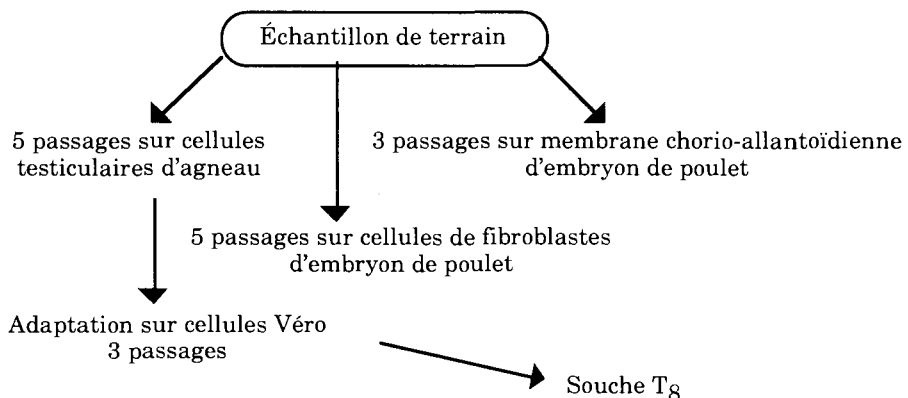 Échantillon de terrain
5 passages sur cellules
testiculaires d'agneau
3 passages sur membrane chorio-allantoïdienne
d'embryon de poulet
5 passages sur cellules de fibroblastes
d'embryon de poulet
Adaptation sur cellules Véro
3 passages
Souche T8